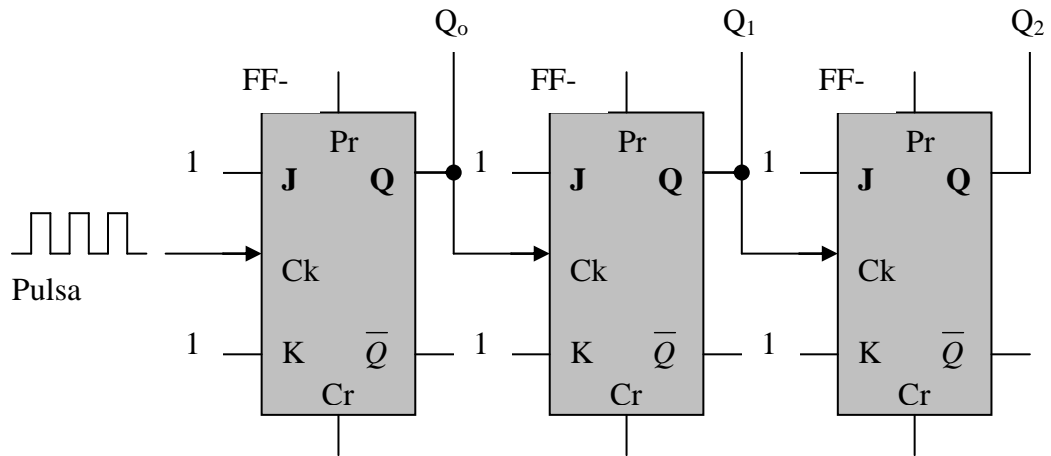 Qo Q1 Q2
FF- FF- FF-
Pr Pr Pr
1 J Q 1 J Q 1 J Q
Ck Ck Ck
Pulsa
1 K Q̅ 1 K Q̅ 1 K Q̅
Cr Cr Cr